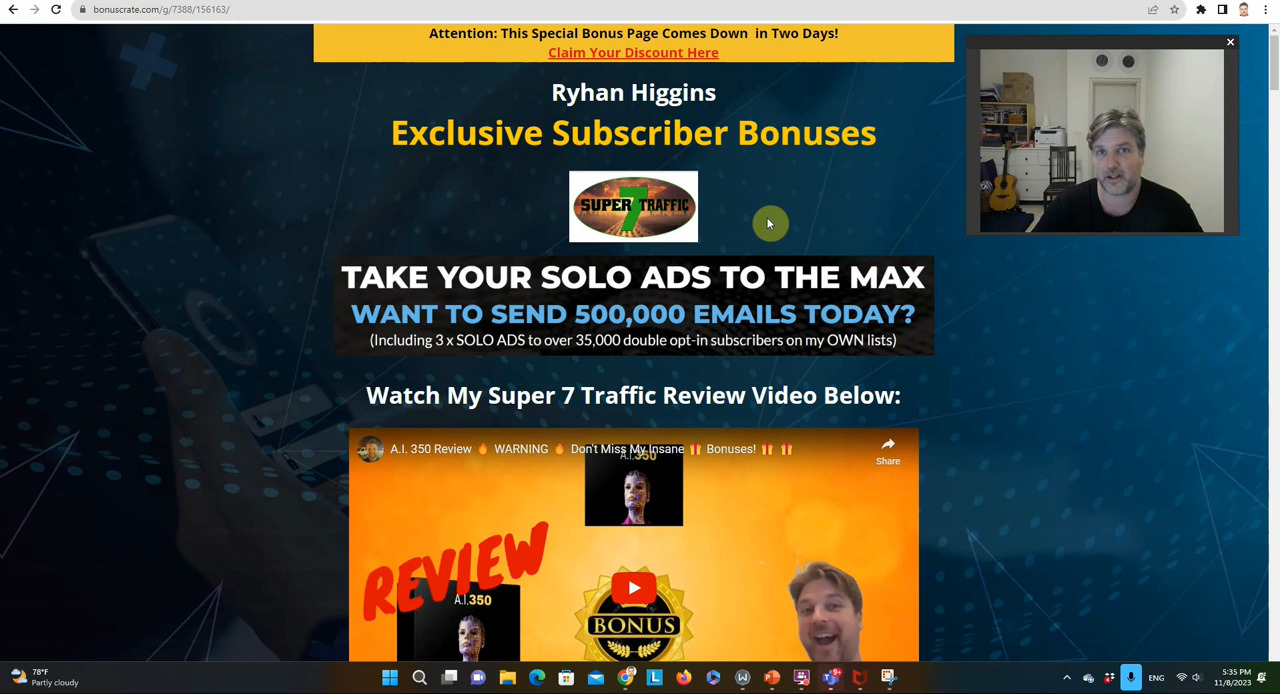 bonuscrate.com/g/7388/156163/
Attention: This Special Bonus Page Comes Down in Two Days!
Claim Your Discount Here
Ryhan Higgins
Exclusive Subscriber Bonuses
SUPER 7 TRAFFIC
TAKE YOUR SOLO ADS TO THE MAX
WANT TO SEND 500,000 EMAILS TODAY?
(Including 3 x SOLO ADS to over 35,000 double opt-in subscribers on my OWN lists)
Watch My Super 7 Traffic Review Video Below:
A.I. 350 Review 🔥 WARNING 🔥 Don't Miss My Insane 🎁 Bonuses! 🎁 🎁
Share
A.I.350
REVIEW
A.I.350
BONUS
78°F
Partly cloudy
ENG
5:35 PM
11/8/2023